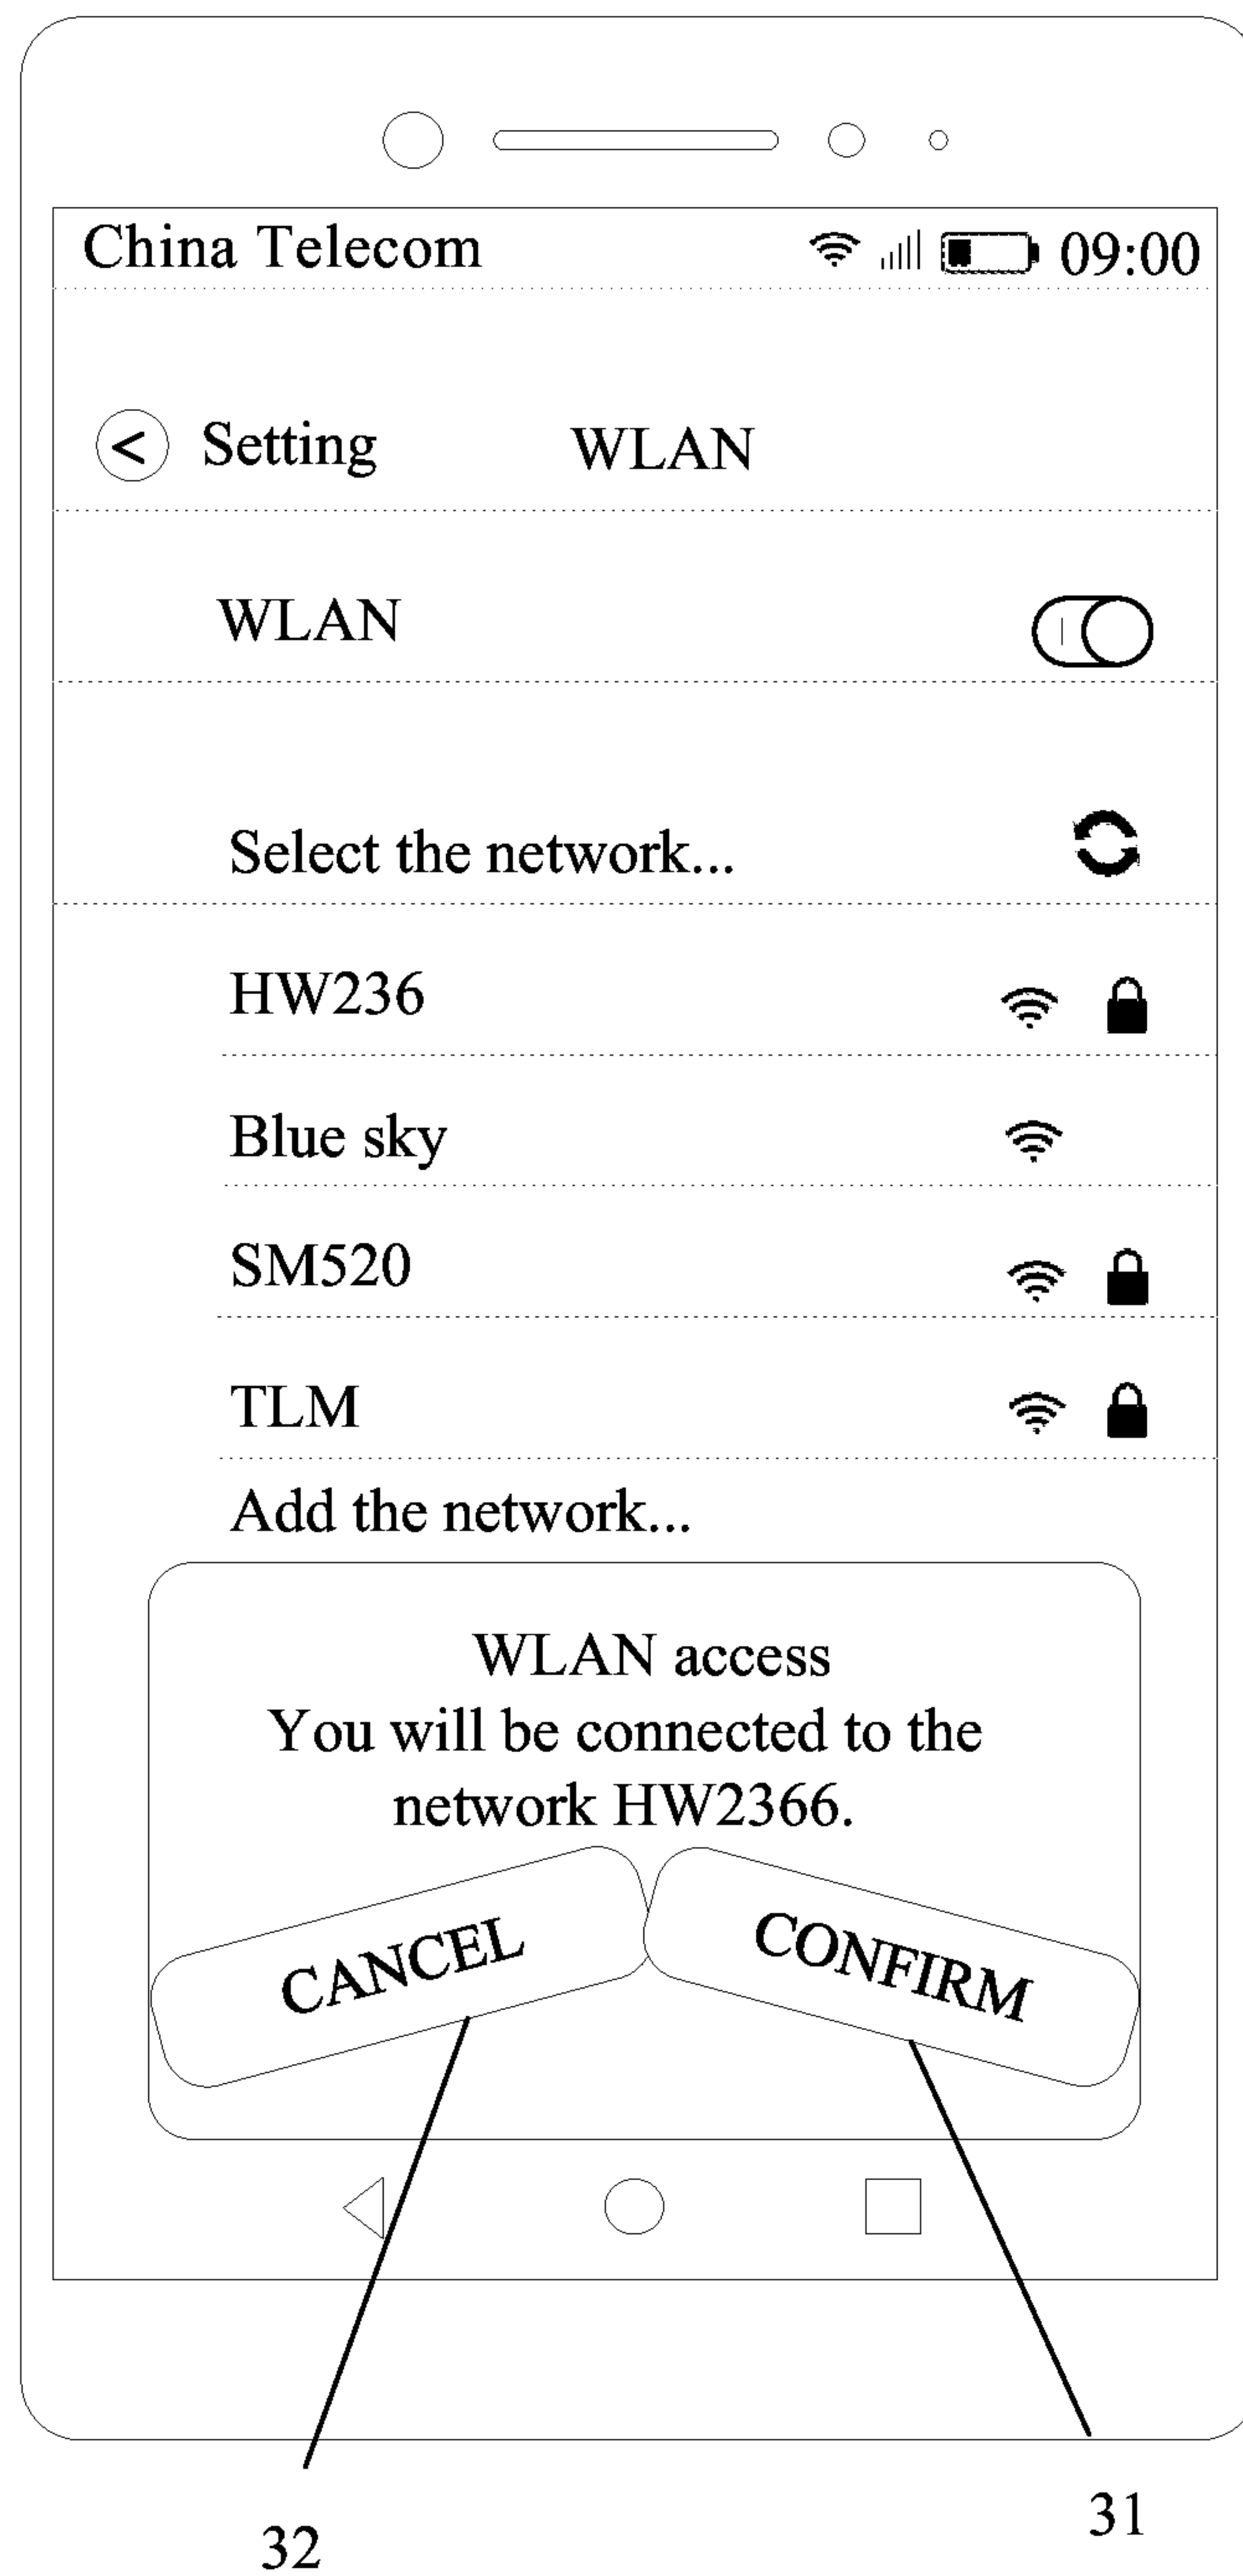 China Telecom 09:00
< Setting WLAN
WLAN
Select the network...
HW236
Blue sky
SM520
TLM
Add the network...
WLAN access
You will be connected to the
network HW2366.
CANCEL CONFIRM
31
32